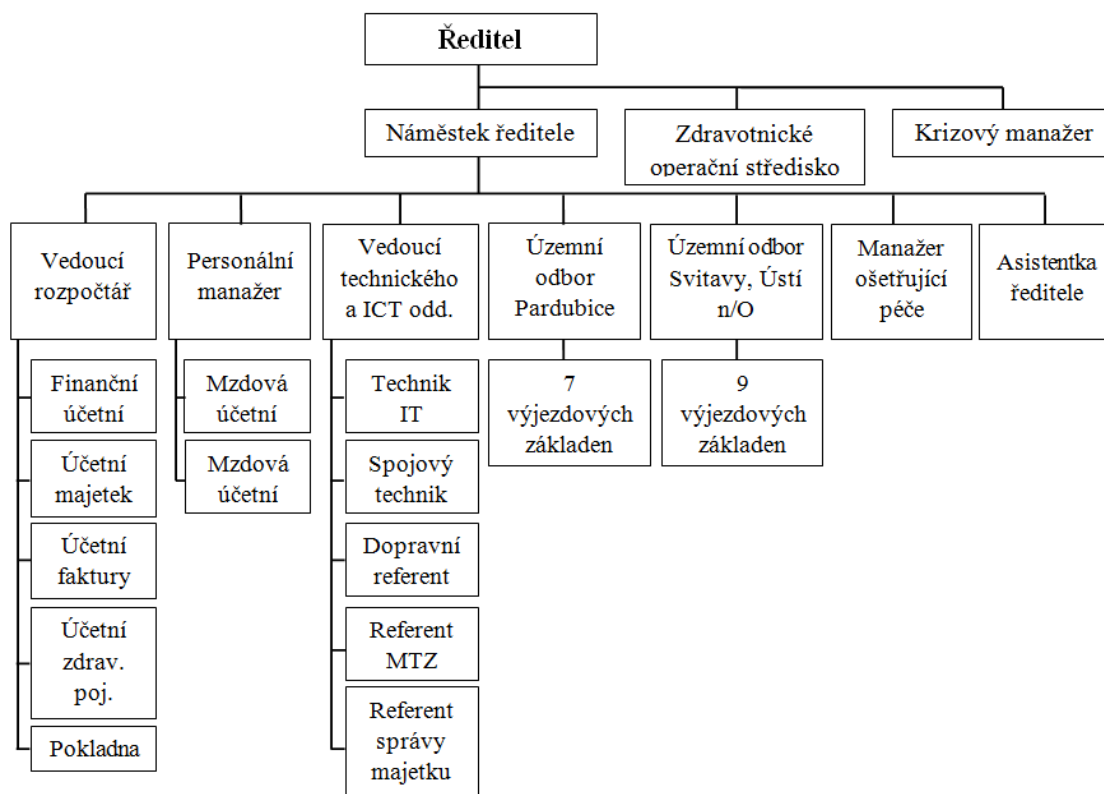 Ředitel
Náměstek ředitele
Zdravotnické
operační středisko
Krizový manažer
Vedoucí
rozpočtář
Personální
manažer
Vedoucí
technického
a ICT odd.
Územní
odbor
Pardubice
Územní odbor
Svitavy, Ústí
n/O
Manažer
ošetřující
péče
Asistentka
ředitele
Finanční
účetní
Účetní
majetek
Účetní
faktury
Účetní
zdrav.
poj.
Pokladna
Mzdová
účetní
Mzdová
účetní
Technik
IT
Spojový
technik
Dopravní
referent
Referent
MTZ
Referent
správy
majetku
7
výjezdových
základen
9
výjezdových
základen